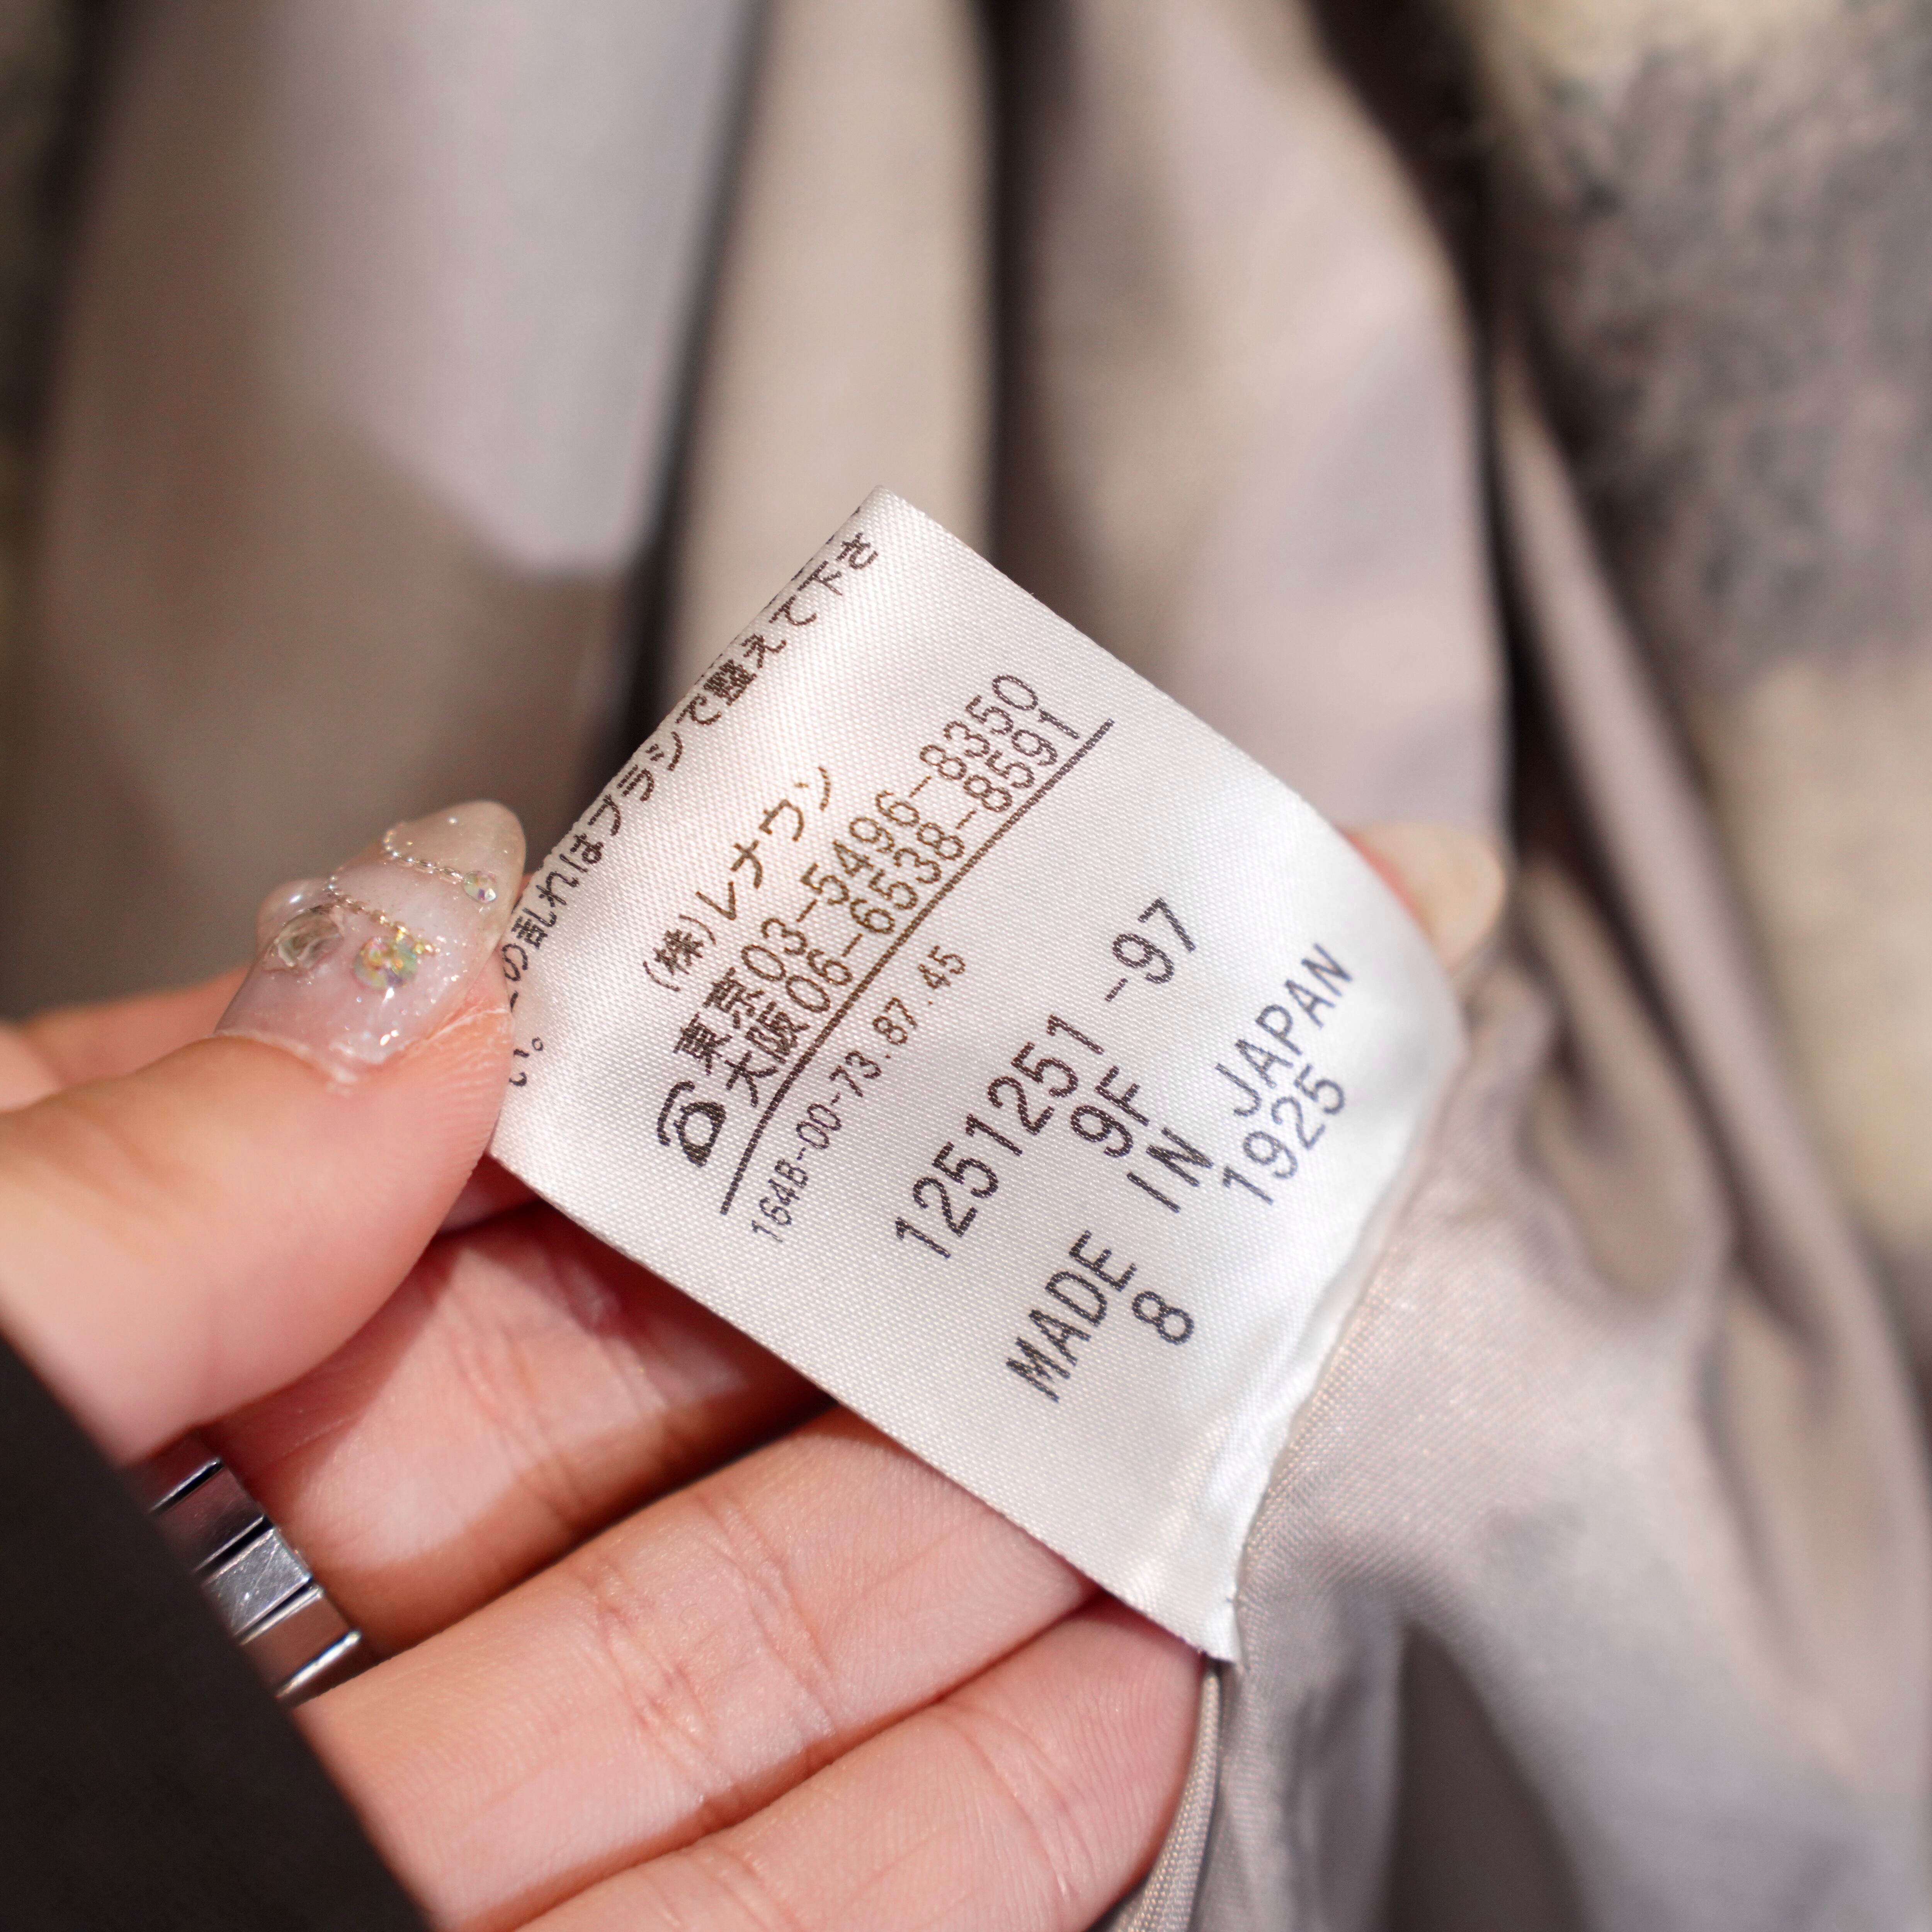 の乱れはブラシで整えて下さ
い。
(株)レナウン
東京03-5496-8350
☎
大阪06-6538-8591
164B-00-73.87.45
1251251 -97
9F
MADE IN JAPAN
8 1925